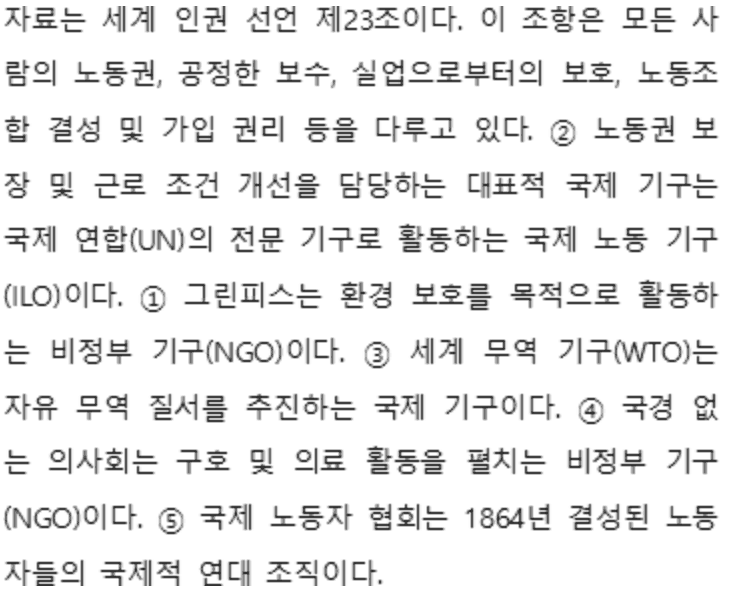 자료는 세계 인권 선언 제23조이다. 이 조항은 모든 사
람의 노동권, 공정한 보수, 실업으로부터의 보호, 노동조
합 결성 및 가입 권리 등을 다루고 있다. ② 노동권 보
장 및 근로 조건 개선을 담당하는 대표적 국제 기구는
국제 연합(UN)의 전문 기구로 활동하는 국제 노동 기구
(ILO)이다. ① 그린피스는 환경 보호를 목적으로 활동하
는 비정부 기구(NGO)이다. ③ 세계 무역 기구(WTO)는
자유 무역 질서를 추진하는 국제 기구이다. ④ 국경 없
는 의사회는 구호 및 의료 활동을 펼치는 비정부 기구
(NGO)이다. ⑤ 국제 노동자 협회는 1864년 결성된 노동
자들의 국제적 연대 조직이다.